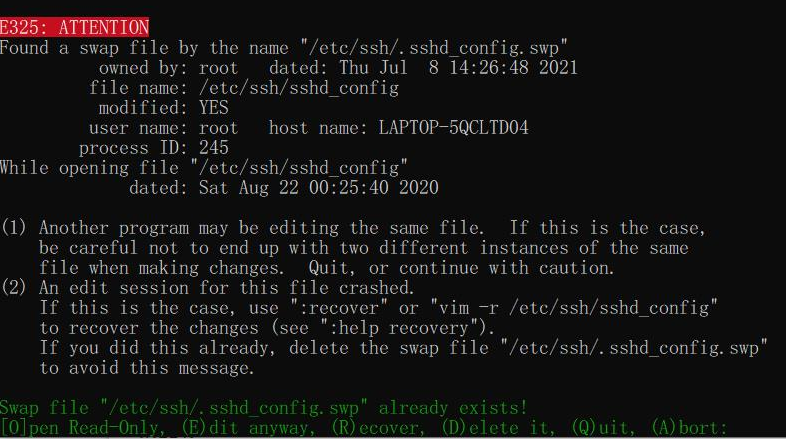 E325: ATTENTION
Found a swap file by the name "/etc/ssh/.sshd_config.swp"
owned by: root   dated: Thu Jul  8 14:26:48 2021
file name: /etc/ssh/sshd_config
modified: YES
user name: root   host name: LAPTOP-5QCLTD04
process ID: 245
While opening file "/etc/ssh/sshd_config"
dated: Sat Aug 22 00:25:40 2020
(1) Another program may be editing the same file.  If this is the case,
be careful not to end up with two different instances of the same
file when making changes.  Quit, or continue with caution.
(2) An edit session for this file crashed.
If this is the case, use ":recover" or "vim -r /etc/ssh/sshd_config"
to recover the changes (see ":help recovery").
If you did this already, delete the swap file "/etc/ssh/.sshd_config.swp"
to avoid this message.
Swap file "/etc/ssh/.sshd_config.swp" already exists!
[O]pen Read-Only, (E)dit anyway, (R)ecover, (D)elete it, (Q)uit, (A)bort: